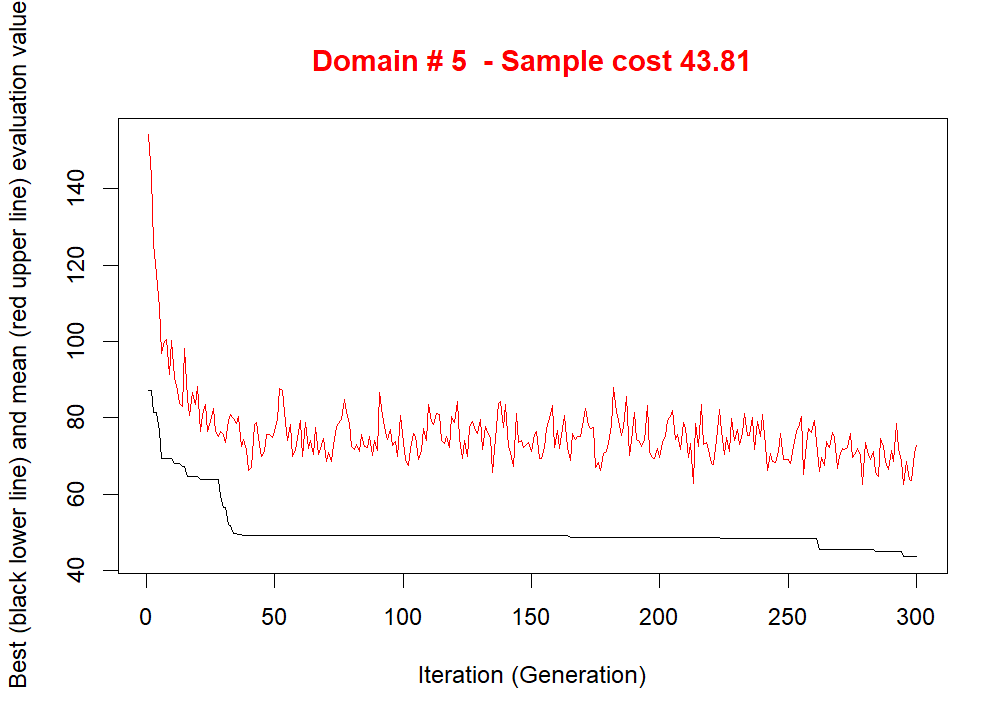 Domain # 5  - Sample cost 43.81
Best (black lower line) and mean (red upper line) evaluation value
140
120
100
80
60
40
0 50 100 150 200 250 300
Iteration (Generation)